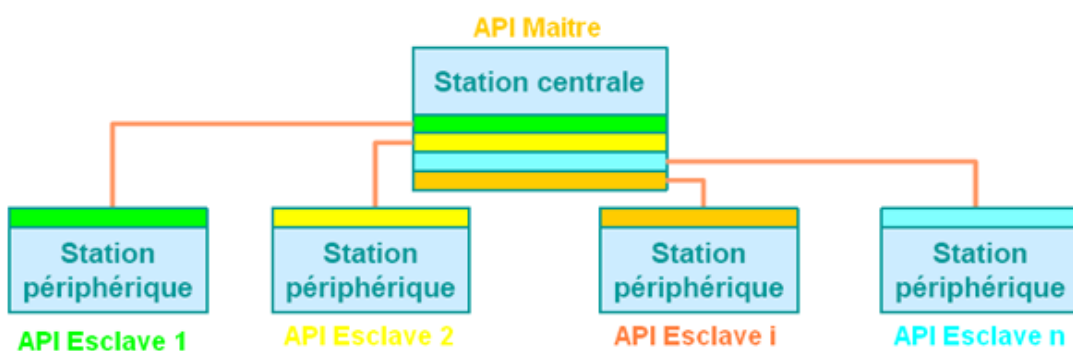 API Maitre
Station centrale
Station
périphérique
Station
périphérique
Station
périphérique
Station
périphérique
API Esclave 1
API Esclave 2
API Esclave i
API Esclave n